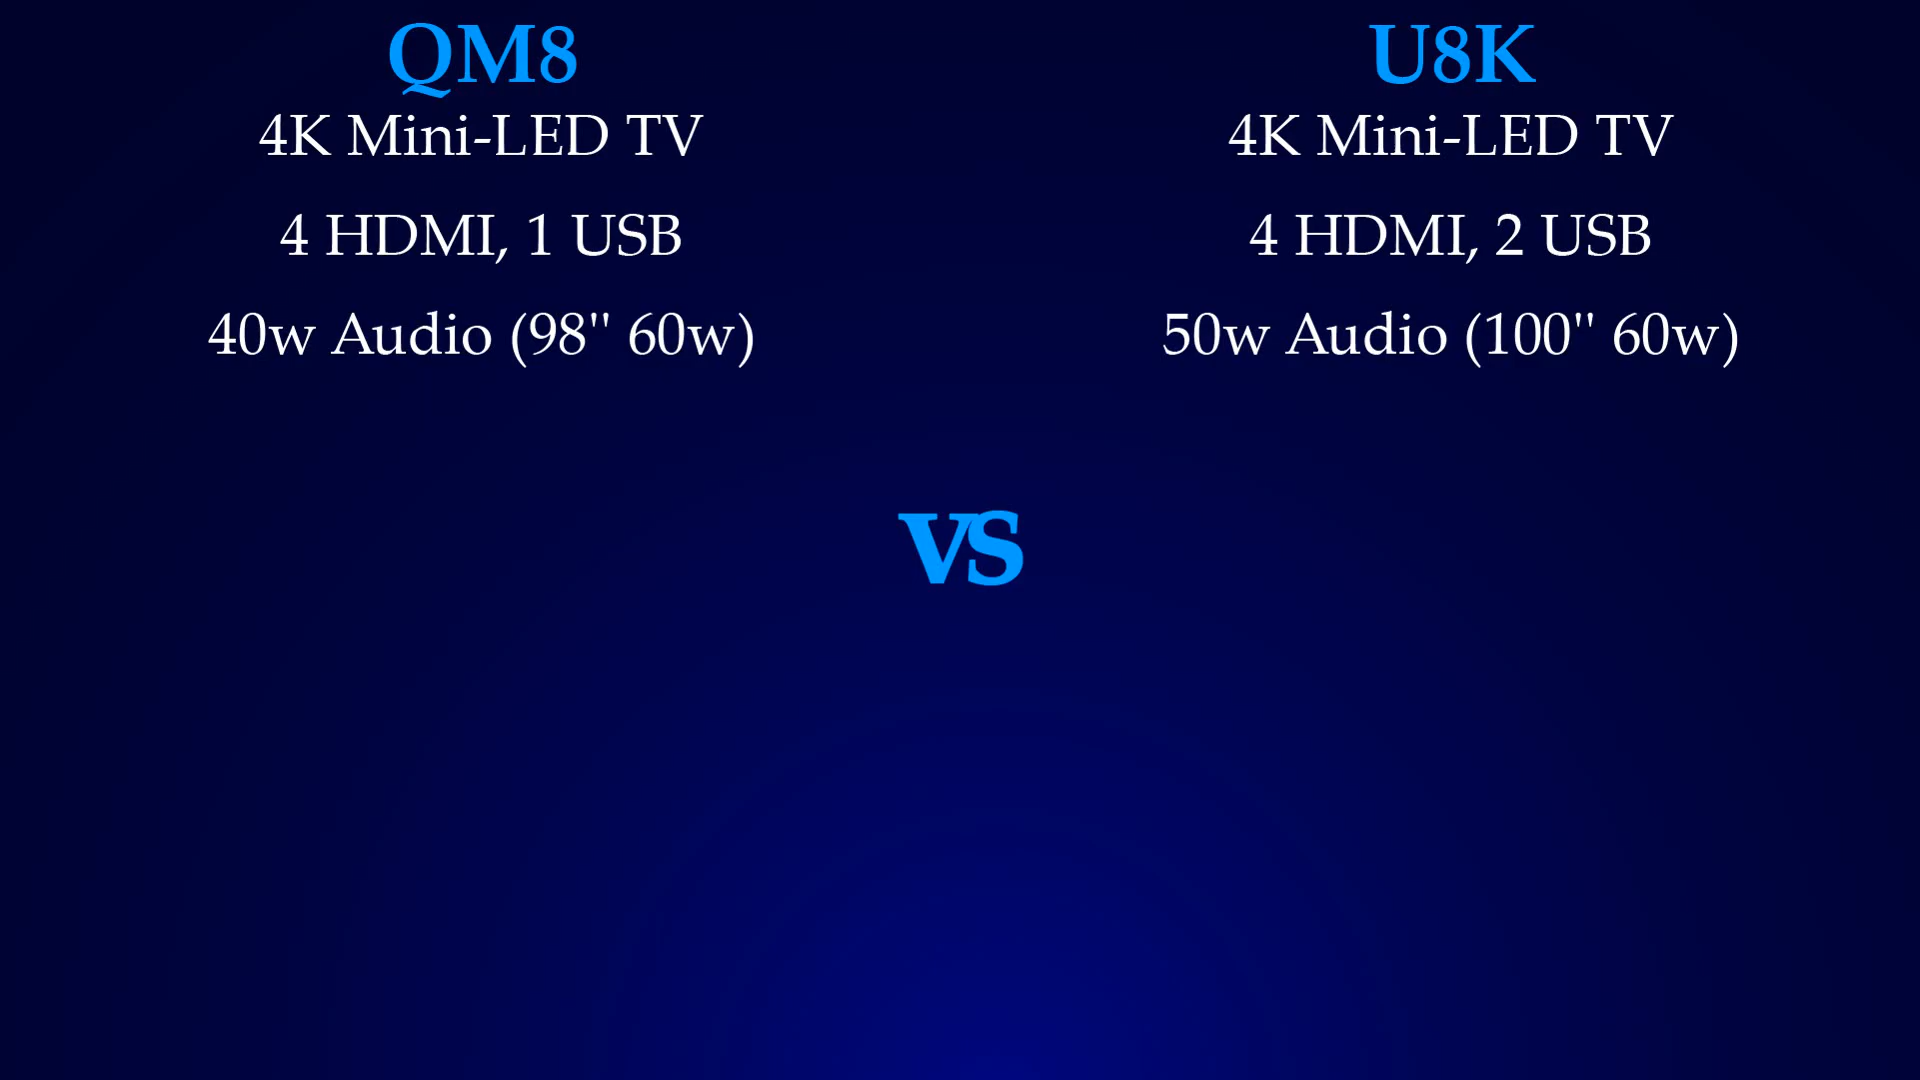 QM8
4K Mini-LED TV
4 HDMI, 1 USB
40w Audio (98" 60w)
U8K
4K Mini-LED TV
4 HDMI, 2 USB
50w Audio (100" 60w)
vs